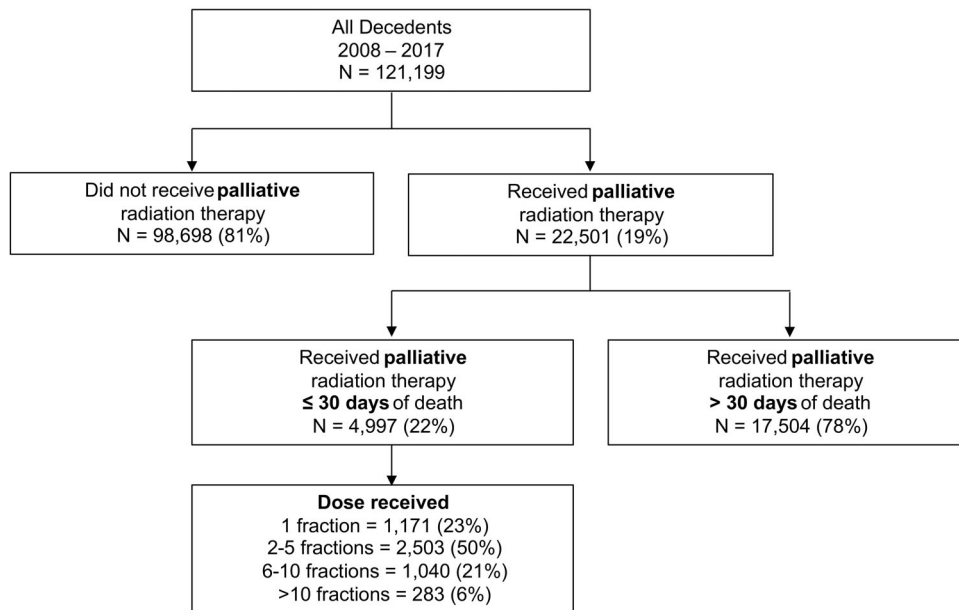 All Decedents
2008 – 2017
N = 121,199
Did not receive palliative
radiation therapy
N = 98,698 (81%)
Received palliative
radiation therapy
N = 22,501 (19%)
Received palliative
radiation therapy
≤ 30 days of death
N = 4,997 (22%)
Received palliative
radiation therapy
> 30 days of death
N = 17,504 (78%)
Dose received
1 fraction = 1,171 (23%)
2-5 fractions = 2,503 (50%)
6-10 fractions = 1,040 (21%)
>10 fractions = 283 (6%)